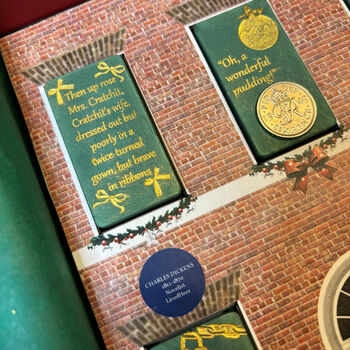 Then up rose
Mrs. Cratchit,
Cratchit's wife,
dressed out but
poorly in a
twice-turned
gown, but brave
in ribbons
"Oh, a
wonderful
pudding!"
CHARLES DICKENS
1812-1870
Novelist
Lived Here